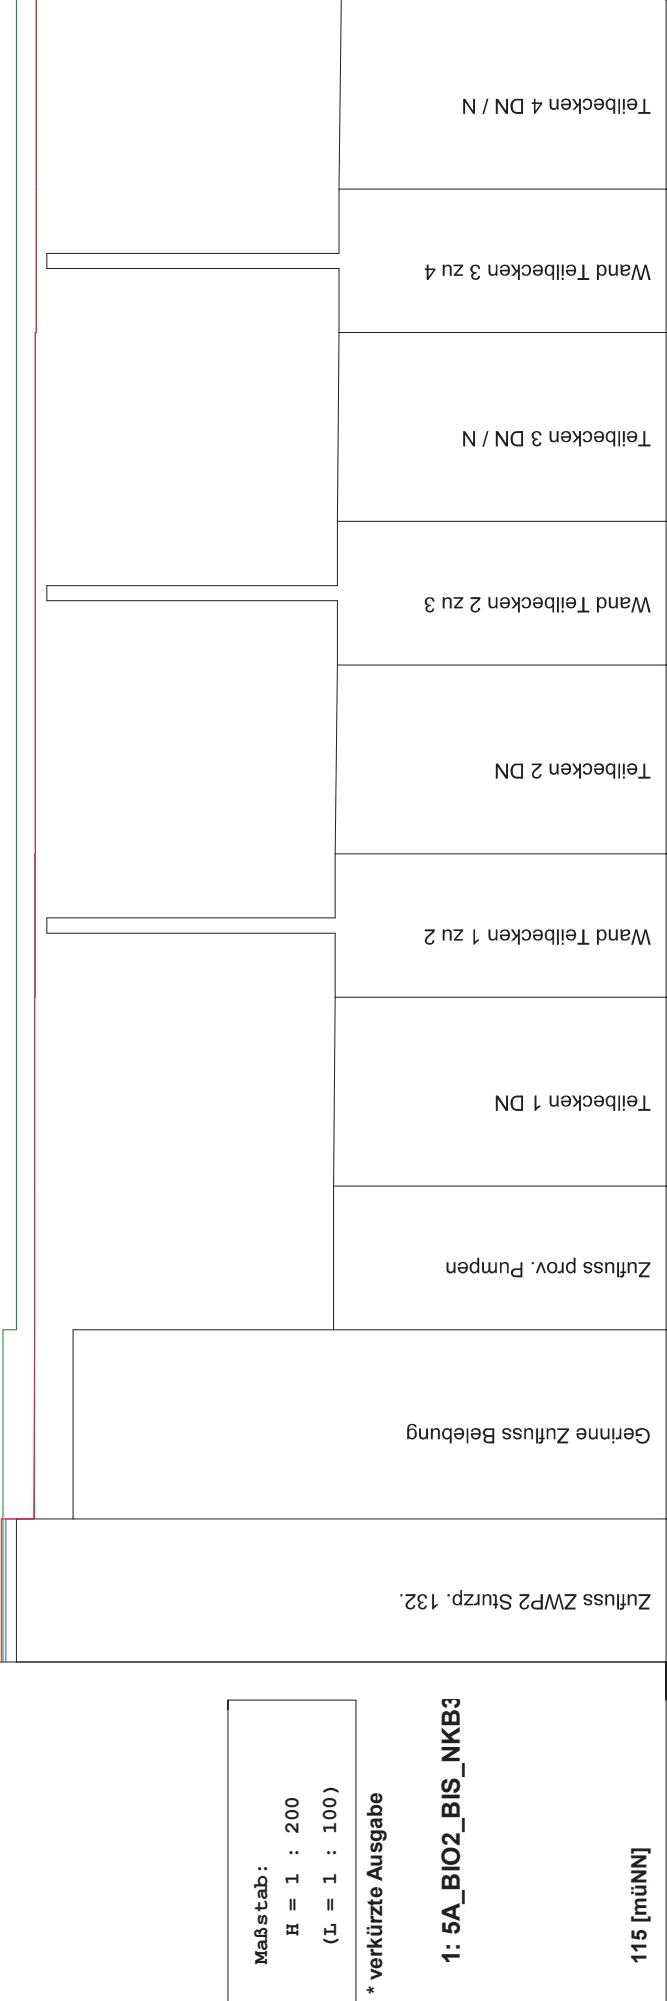 Maßstab:
H = 1 : 200
(L = 1 : 100)
* verkürzte Ausgabe
1: 5A_BIO2_BIS_NKB3
115 [müNN]
Zufluss ZWP2 Sturzp. 132.
Gerinne Zufluss Belebung
Zufluss prov. Pumpen
Teilbecken 1 DN
Wand Teilbecken 1 zu 2
Teilbecken 2 DN
Wand Teilbecken 2 zu 3
Teilbecken 3 DN / N
Wand Teilbecken 3 zu 4
Teilbecken 4 DN / N